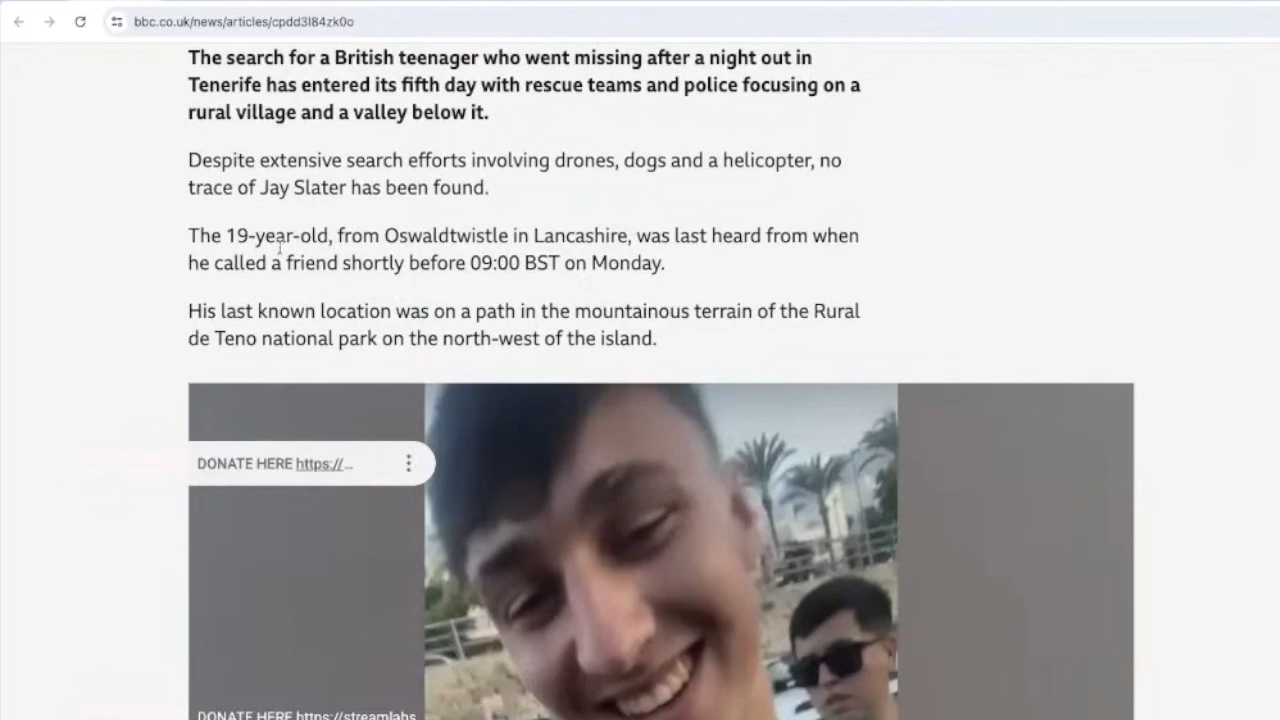 bbc.co.uk/news/articles/cpdd3l84zk0o
The search for a British teenager who went missing after a night out in
Tenerife has entered its fifth day with rescue teams and police focusing on a
rural village and a valley below it.
Despite extensive search efforts involving drones, dogs and a helicopter, no
trace of Jay Slater has been found.
The 19-year-old, from Oswaldtwistle in Lancashire, was last heard from when
he called a friend shortly before 09:00 BST on Monday.
His last known location was on a path in the mountainous terrain of the Rural
de Teno national park on the north-west of the island.
DONATE HERE https://...
DONATE HERE https://streamlabs